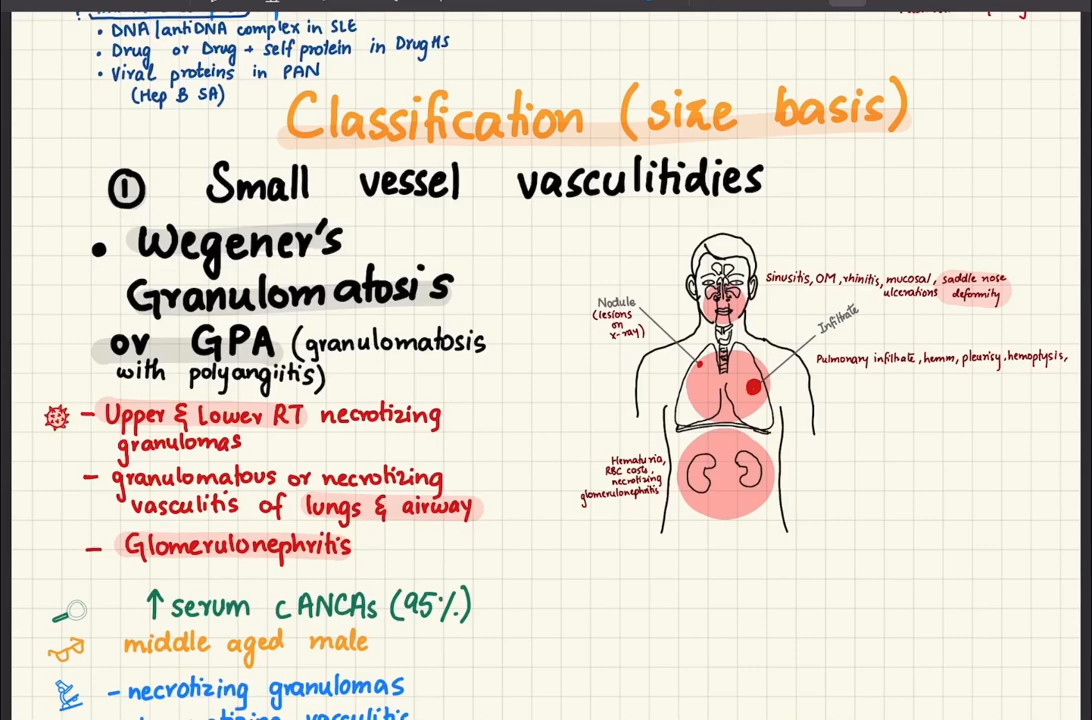 • DNA/antiDNA complex in SLE
• Drug or Drug + self protein in Drug HS
• Viral proteins in PAN
(Hep B SA)
Classification (size basis)
① Small vessel vasculitidies
• Wegener's
Granulomatosis
or GPA (granulomatosis
with polyangiitis)
- Upper & Lower RT necrotizing
granulomas
- granulomatous or necrotizing
vasculitis of lungs & airway
- Glomerulonephritis
↑ serum cANCAs (95%)
middle aged male
- necrotizing granulomas
vasculitis
sinusitis, OM, rhinitis, mucosal, saddle nose
ulcerations deformity
Nodule
(lesions
on
x-ray)
Infiltrate
Pulmonary infiltrate, hemm, pleurisy, hemoptysis,
Hematuria,
RBC casts,
necrotizing
glomerulonephritis